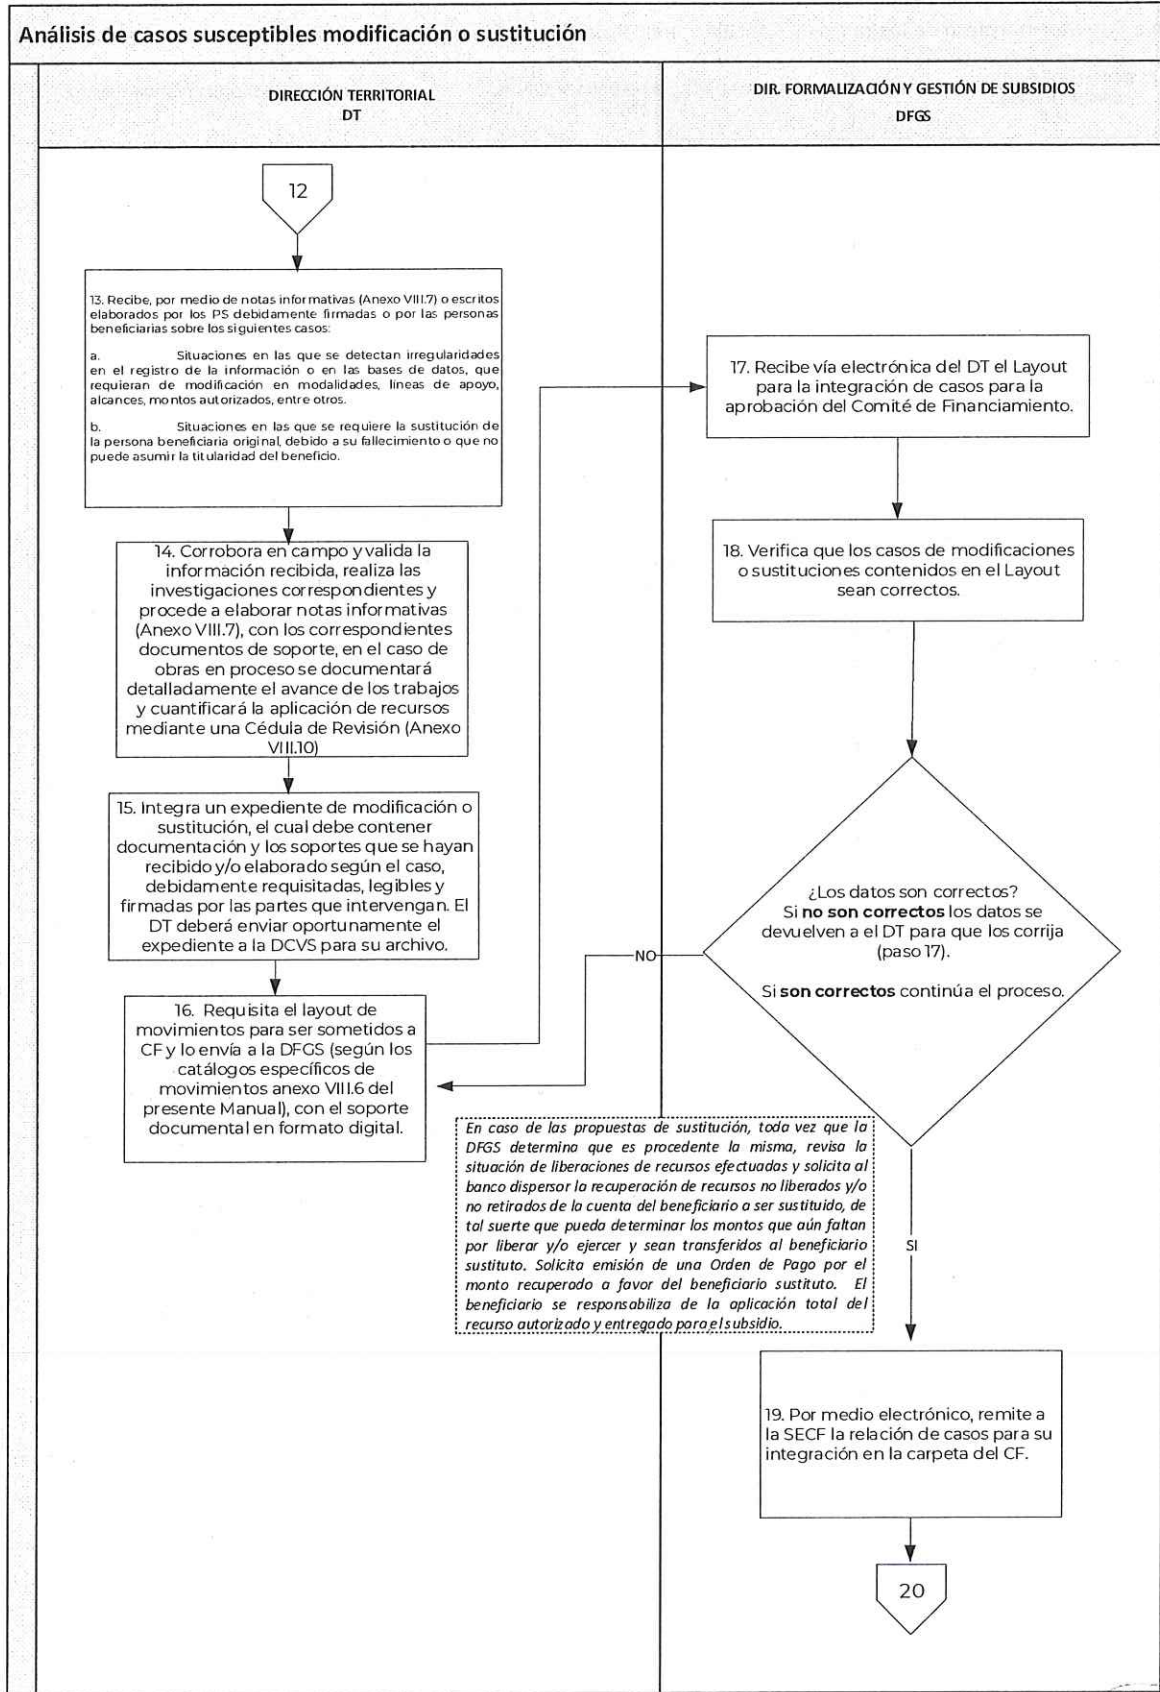 Análisis de casos susceptibles modificación o sustitución
DIRECCIÓN TERRITORIAL
DT
DIR. FORMALIZACIÓN Y GESTIÓN DE SUBSIDIOS
DFGS
12
13. Recibe, por medio de notas informativas (Anexo VIII.7) o escritos
elaborados por los PS debidamente firmadas o por las personas
beneficiarias sobre los siguientes casos:
a. Situaciones en las que se detectan irregularidades
en el registro de la información o en las bases de datos, que
requieran de modificación en modalidades, líneas de apoyo,
alcances, montos autorizados, entre otros.
b. Situaciones en las que se requiere la sustitución de
la persona beneficiaria original, debido a su fallecimiento o que no
puede asumir la titularidad del beneficio.
14. Corrobora en campo y valida la
información recibida, realiza las
investigaciones correspondientes y
procede a elaborar notas informativas
(Anexo VIII.7), con los correspondientes
documentos de soporte, en el caso de
obras en proceso se documentará
detalladamente el avance de los trabajos
y cuantificará la aplicación de recursos
mediante una Cédula de Revisión (Anexo
VIII.10)
15. Integra un expediente de modificación o
sustitución, el cual debe contener
documentación y los soportes que se hayan
recibido y/o elaborado según el caso,
debidamente requisitadas, legibles y
firmadas por las partes que intervengan. El
DT deberá enviar oportunamente el
expediente a la DCVS para su archivo.
16. Requisita el layout de
movimientos para ser sometidos a
CF y lo envía a la DFGS (según los
catálogos específicos de
movimientos anexo VIII.6 del
presente Manual), con el soporte
documental en formato digital.
17. Recibe vía electrónica del DT el Layout
para la integración de casos para la
aprobación del Comité de Financiamiento.
18. Verifica que los casos de modificaciones
o sustituciones contenidos en el Layout
sean correctos.
¿Los datos son correctos?
Si no son correctos los datos se
devuelven a el DT para que los corrija
(paso 17).
Si son correctos continúa el proceso.
NO
En caso de las propuestas de sustitución, toda vez que la
DFGS determina que es procedente la misma, revisa la
situación de liberaciones de recursos efectuadas y solicita al
banco dispersor la recuperación de recursos no liberados y/o
no retirados de la cuenta del beneficiario a ser sustituido, de
tal suerte que pueda determinar los montos que aún faltan
por liberar y/o ejercer y sean transferidos al beneficiario
sustituto. Solicita emisión de una Orden de Pago por el
monto recuperado a favor del beneficiario sustituto. El
beneficiario se responsabiliza de la aplicación total del
recurso autorizado y entregado para el subsidio.
SI
19. Por medio electrónico, remite a
la SECF la relación de casos para su
integración en la carpeta del CF.
20